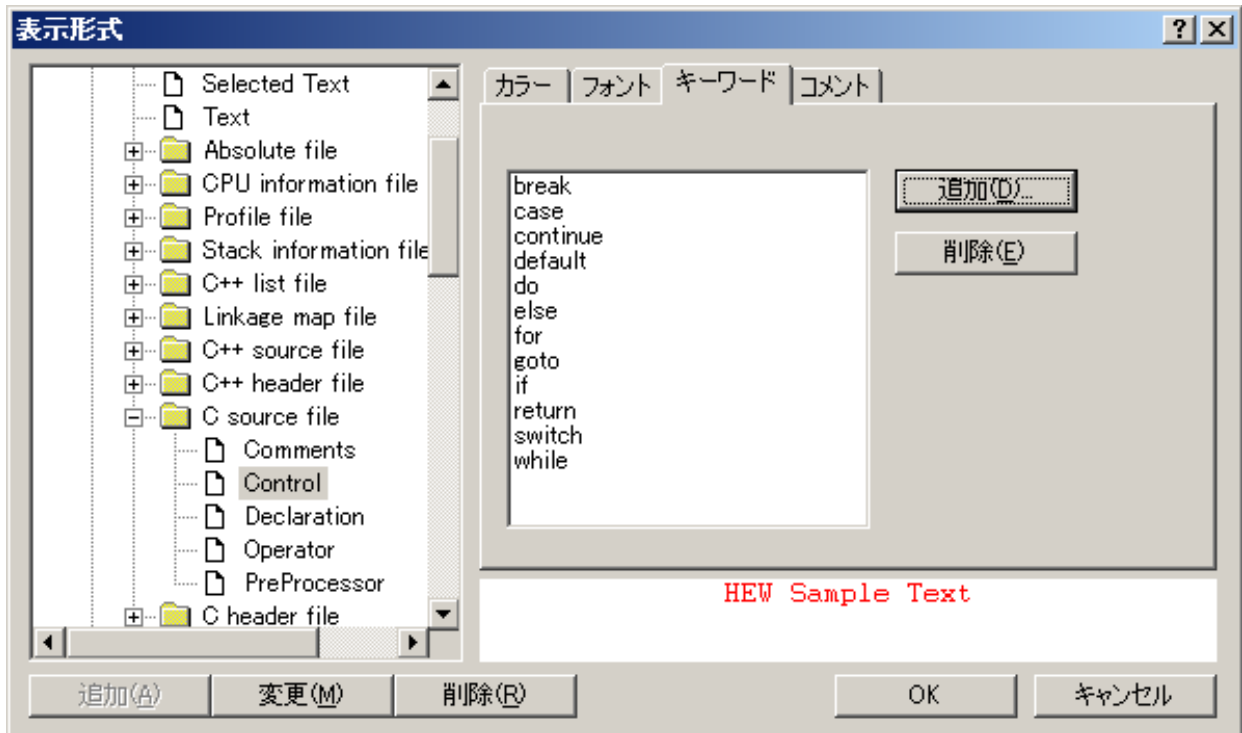 表示形式
Selected Text
Text
Absolute file
CPU information file
Profile file
Stack information file
C++ list file
Linkage map file
C++ source file
C++ header file
C source file
Comments
Control
Declaration
Operator
PreProcessor
C header file
カラー フォント キーワード コメント
break
case
continue
default
do
else
for
goto
if
return
switch
while
追加(D)...
削除(E)
HEW Sample Text
追加(A) 変更(M) 削除(R) OK キャンセル